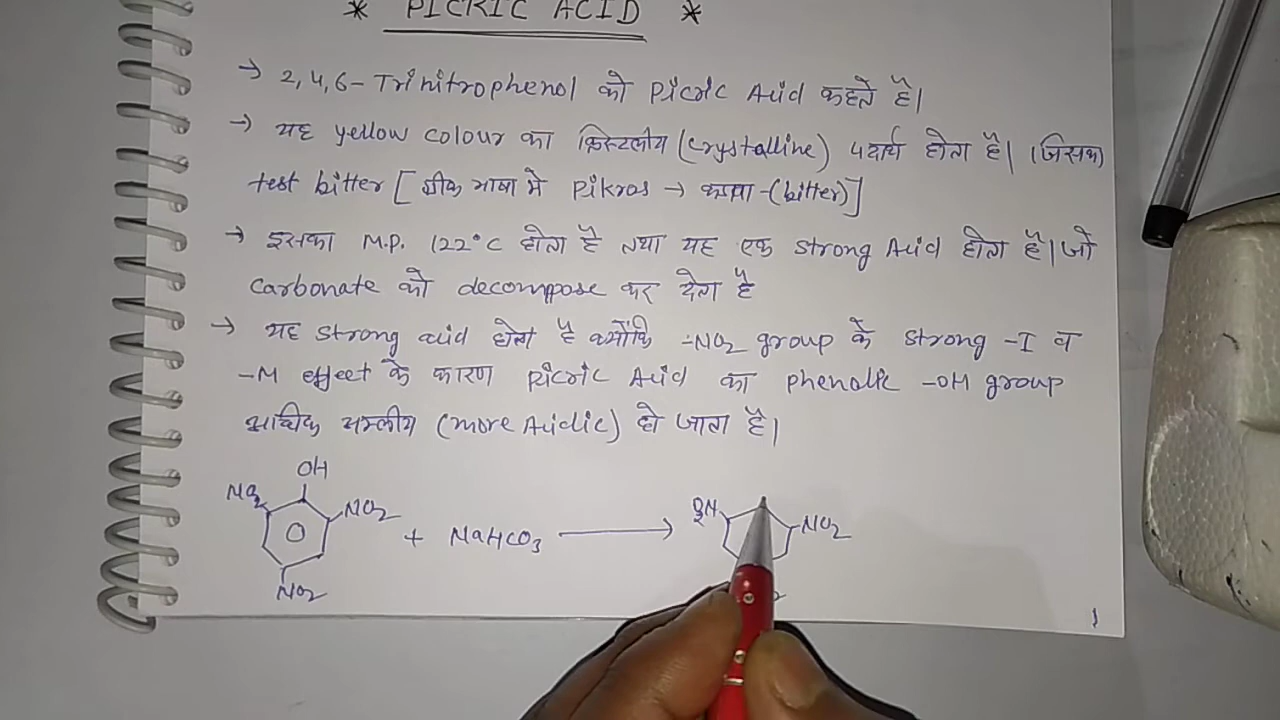 * PICRIC ACID *
→ 2,4,6-Trinitrophenol को Picric Acid कहते है।
→ यह yellow colour का क्रिस्टलीय (crystalline) पदार्थ होता है। (जिसका)
test bitter [ ग्रीक भाषा मे Pikros → कड़वा -(bitter)]
→ इसका M.P. 122°C होता है तथा यह एक strong Acid होता है। जो
Carbonate को decompose कर देता है
→ यह strong acid होता है क्योंकि -NO2 group के strong -I व
-M effect के कारण Picric Acid का phenolic -OH group
अधिक अम्लीय (more Acidic) हो जाता है।
OH
NO2 NO2 + NaHCO3 ⟶ O2N NO2
NO2